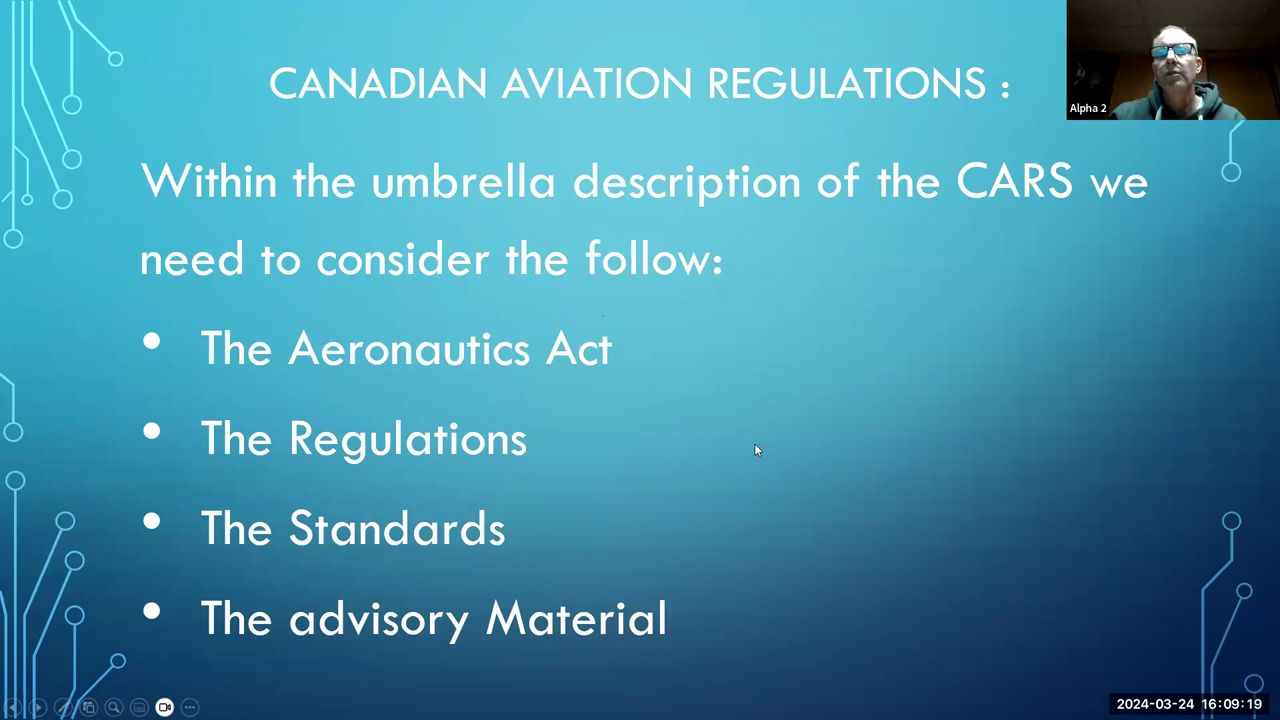 CANADIAN AVIATION REGULATIONS :
Alpha 2
Within the umbrella description of the CARS we
need to consider the follow:
• The Aeronautics Act
• The Regulations
• The Standards
• The advisory Material
2024-03-24 16:09:19